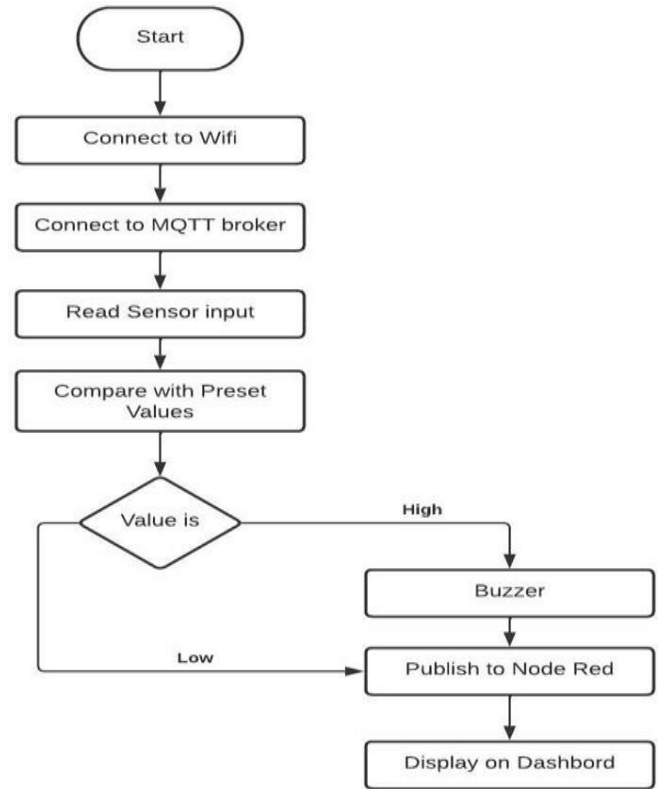 Start
Connect to Wifi
Connect to MQTT broker
Read Sensor input
Compare with Preset
Values
Value is
High
Buzzer
Low
Publish to Node Red
Display on Dashbord